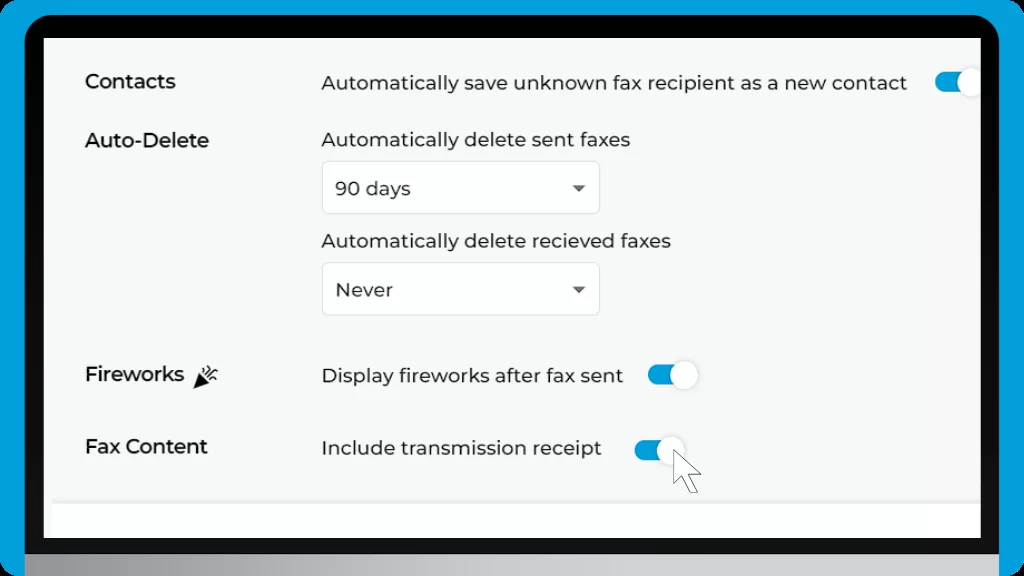 Contacts
Automatically save unknown fax recipient as a new contact
Auto-Delete
Automatically delete sent faxes
90 days
Automatically delete recieved faxes
Never
Fireworks
Display fireworks after fax sent
Fax Content
Include transmission receipt